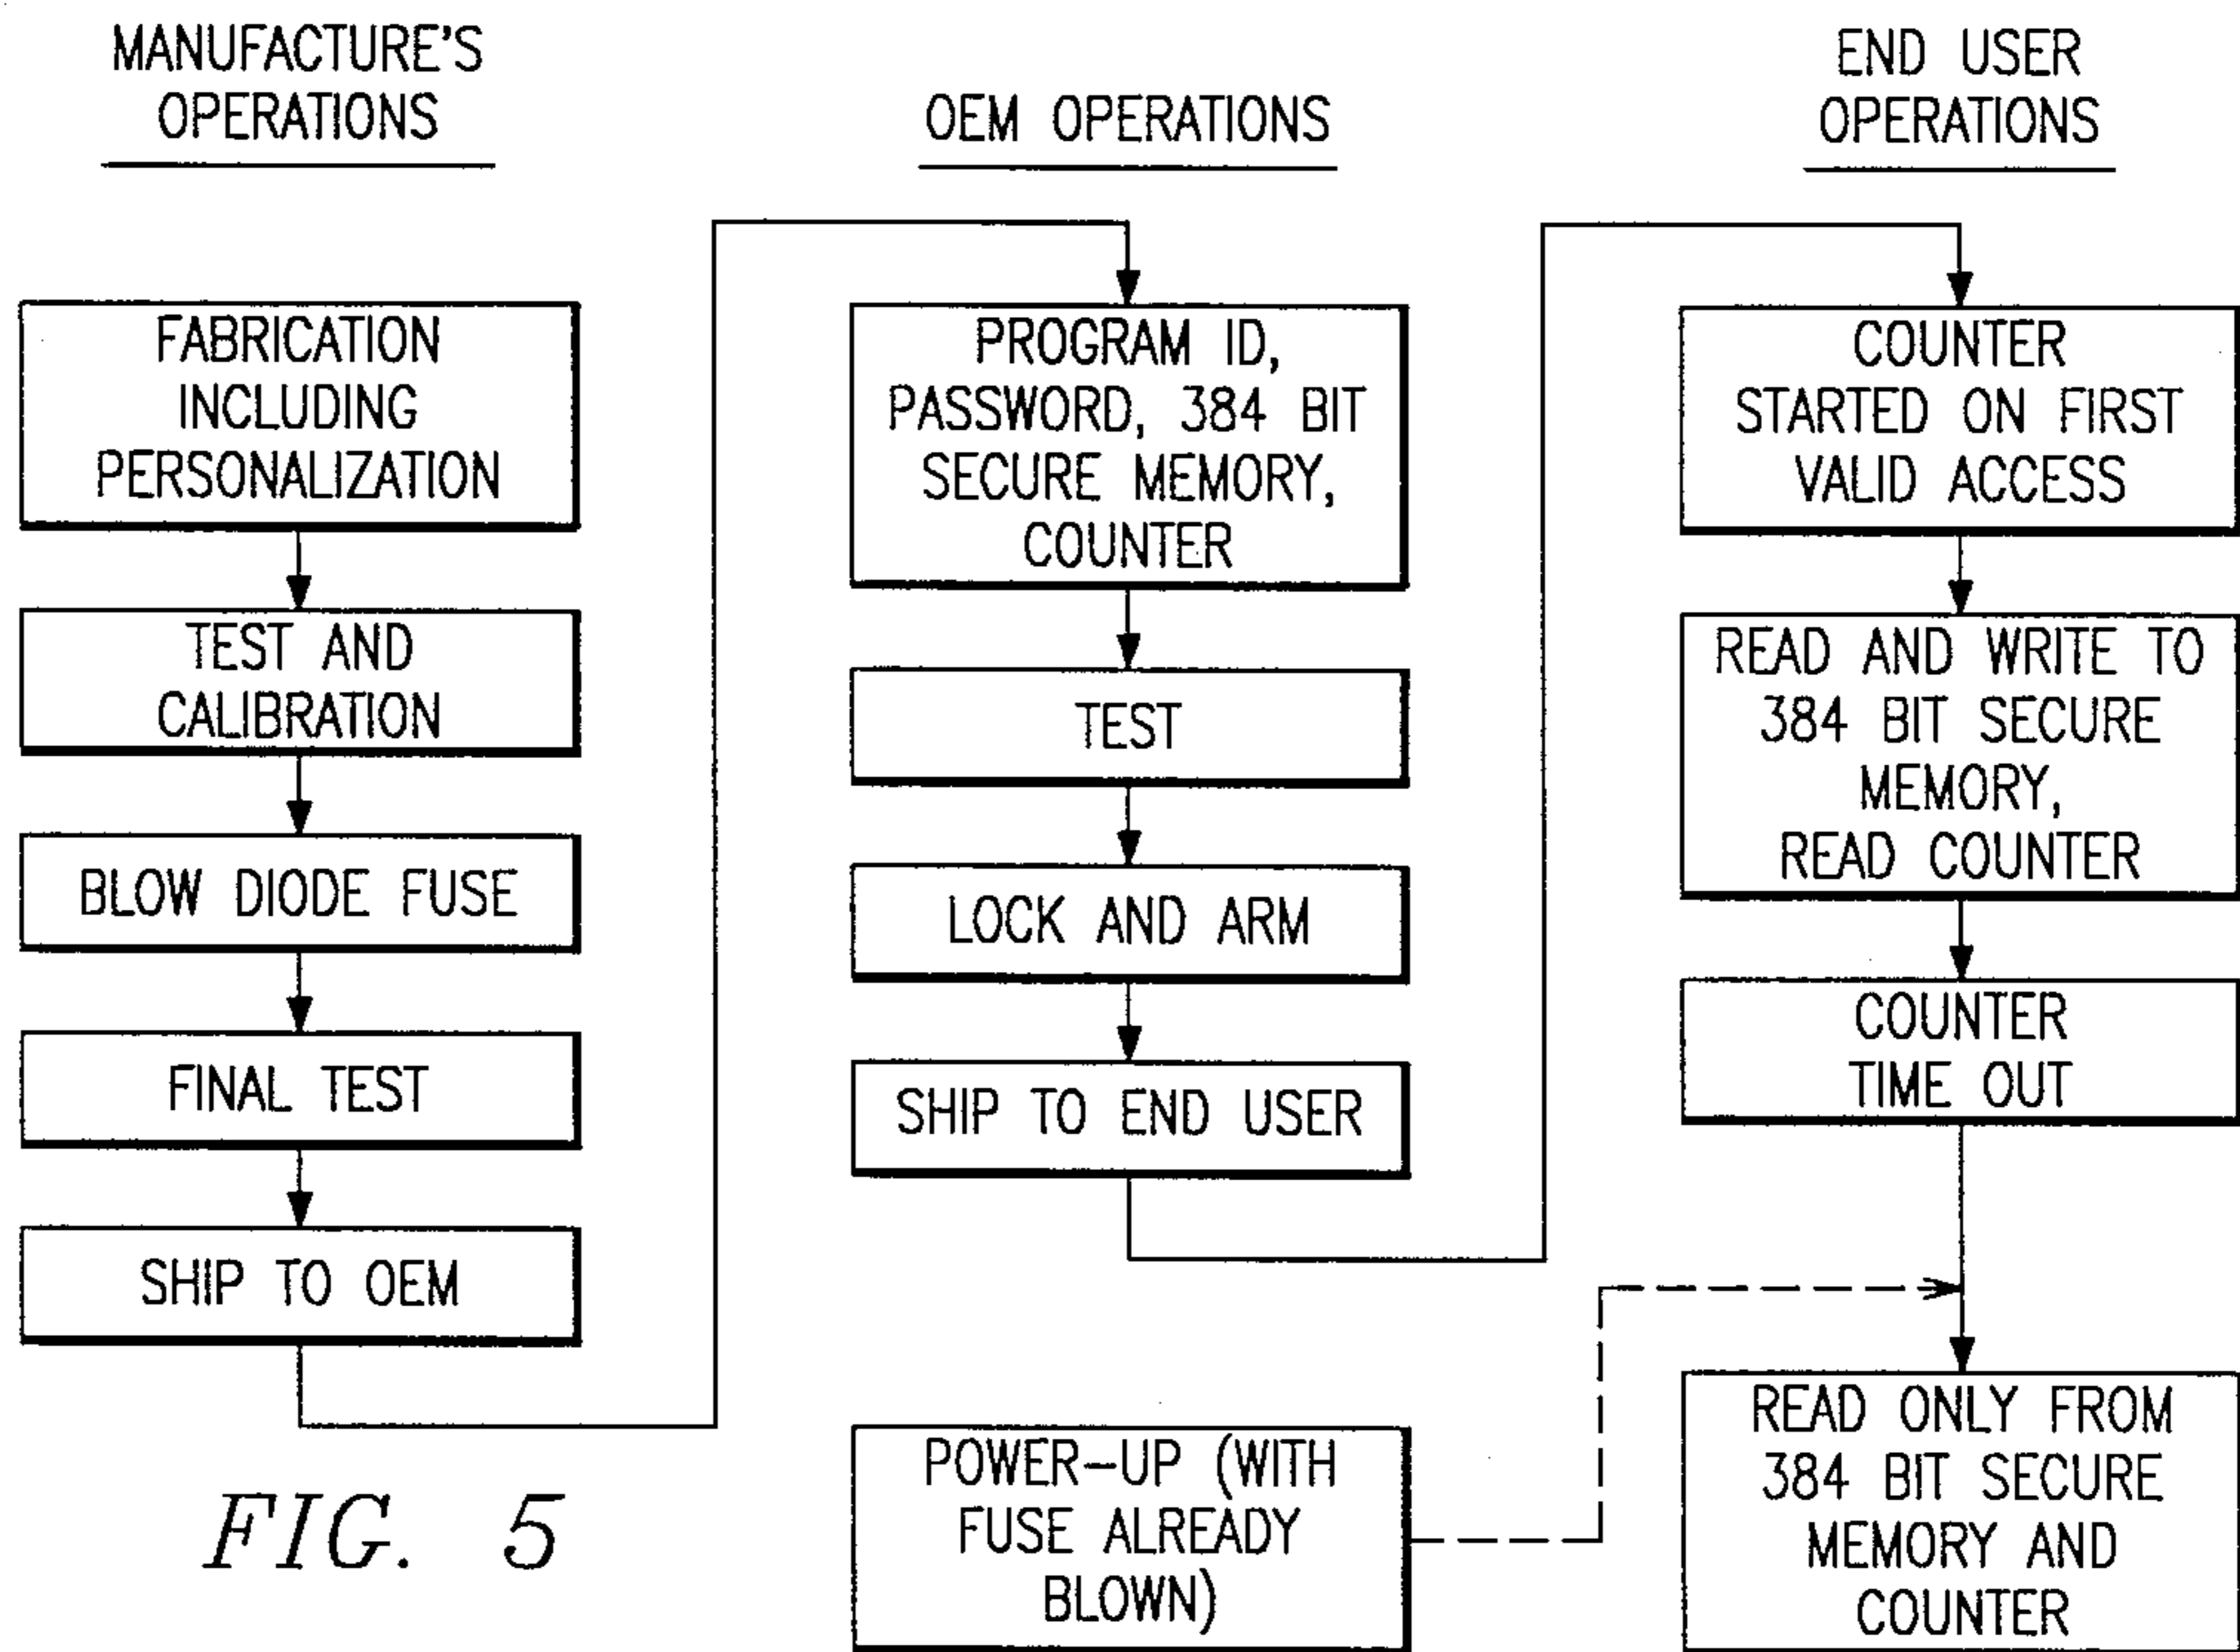 MANUFACTURE'S
OPERATIONS
FABRICATION
INCLUDING
PERSONALIZATION
TEST AND
CALIBRATION
BLOW DIODE FUSE
FINAL TEST
SHIP TO OEM
OEM OPERATIONS
PROGRAM ID,
PASSWORD, 384 BIT
SECURE MEMORY,
COUNTER
TEST
LOCK AND ARM
SHIP TO END USER
POWER-UP (WITH
FUSE ALREADY
BLOWN)
END USER
OPERATIONS
COUNTER
STARTED ON FIRST
VALID ACCESS
READ AND WRITE TO
384 BIT SECURE
MEMORY,
READ COUNTER
COUNTER
TIME OUT
READ ONLY FROM
384 BIT SECURE
MEMORY AND
COUNTER
FIG. 5